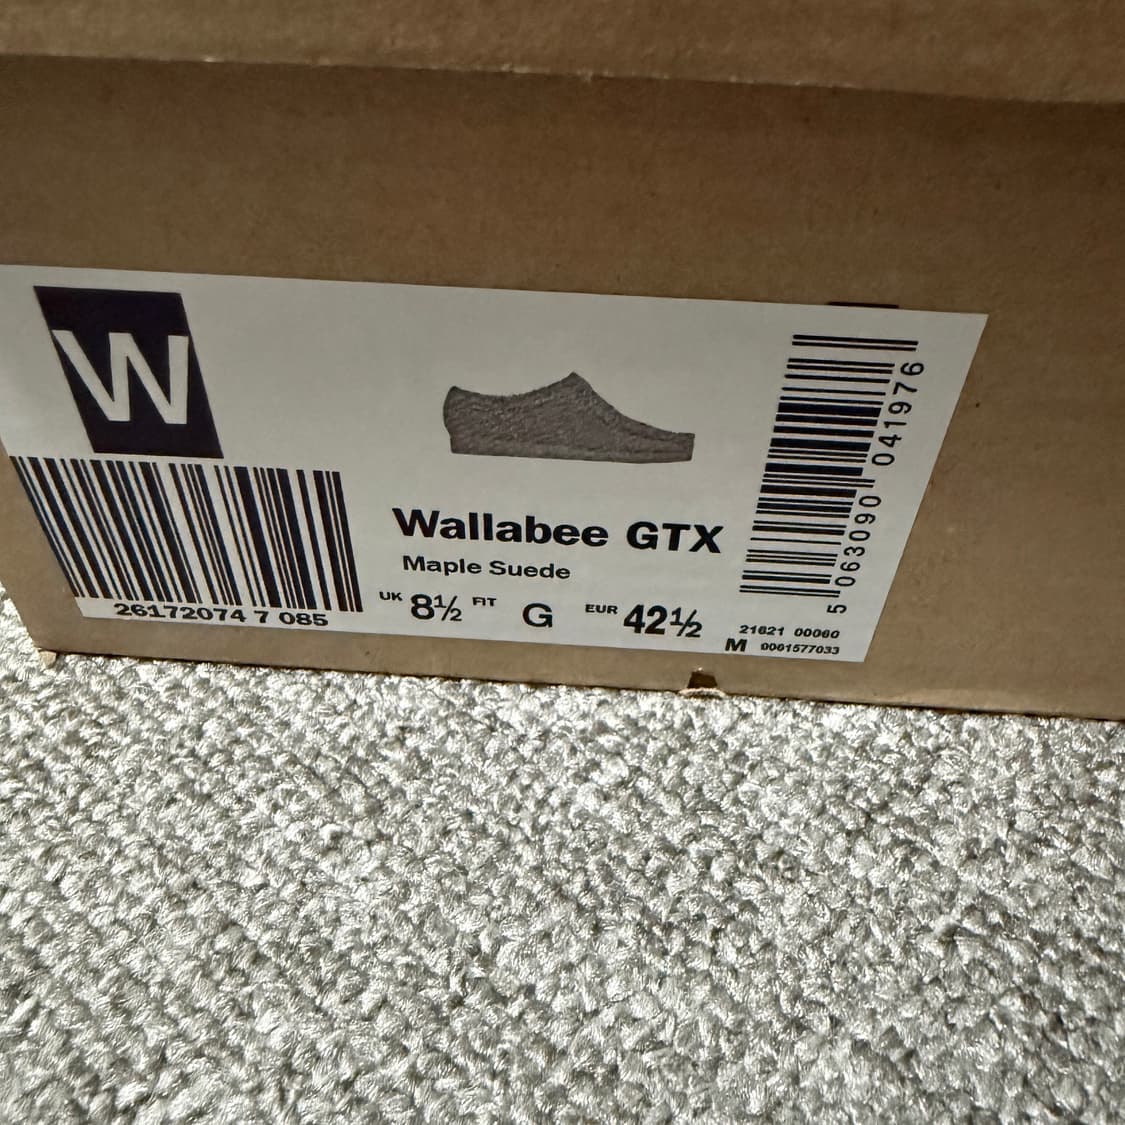 W
26172074 7 085
Wallabee GTX
Maple Suede
UK 8½ FIT G EUR 42½
5 063090 041976
21621 00060
M 0001577033